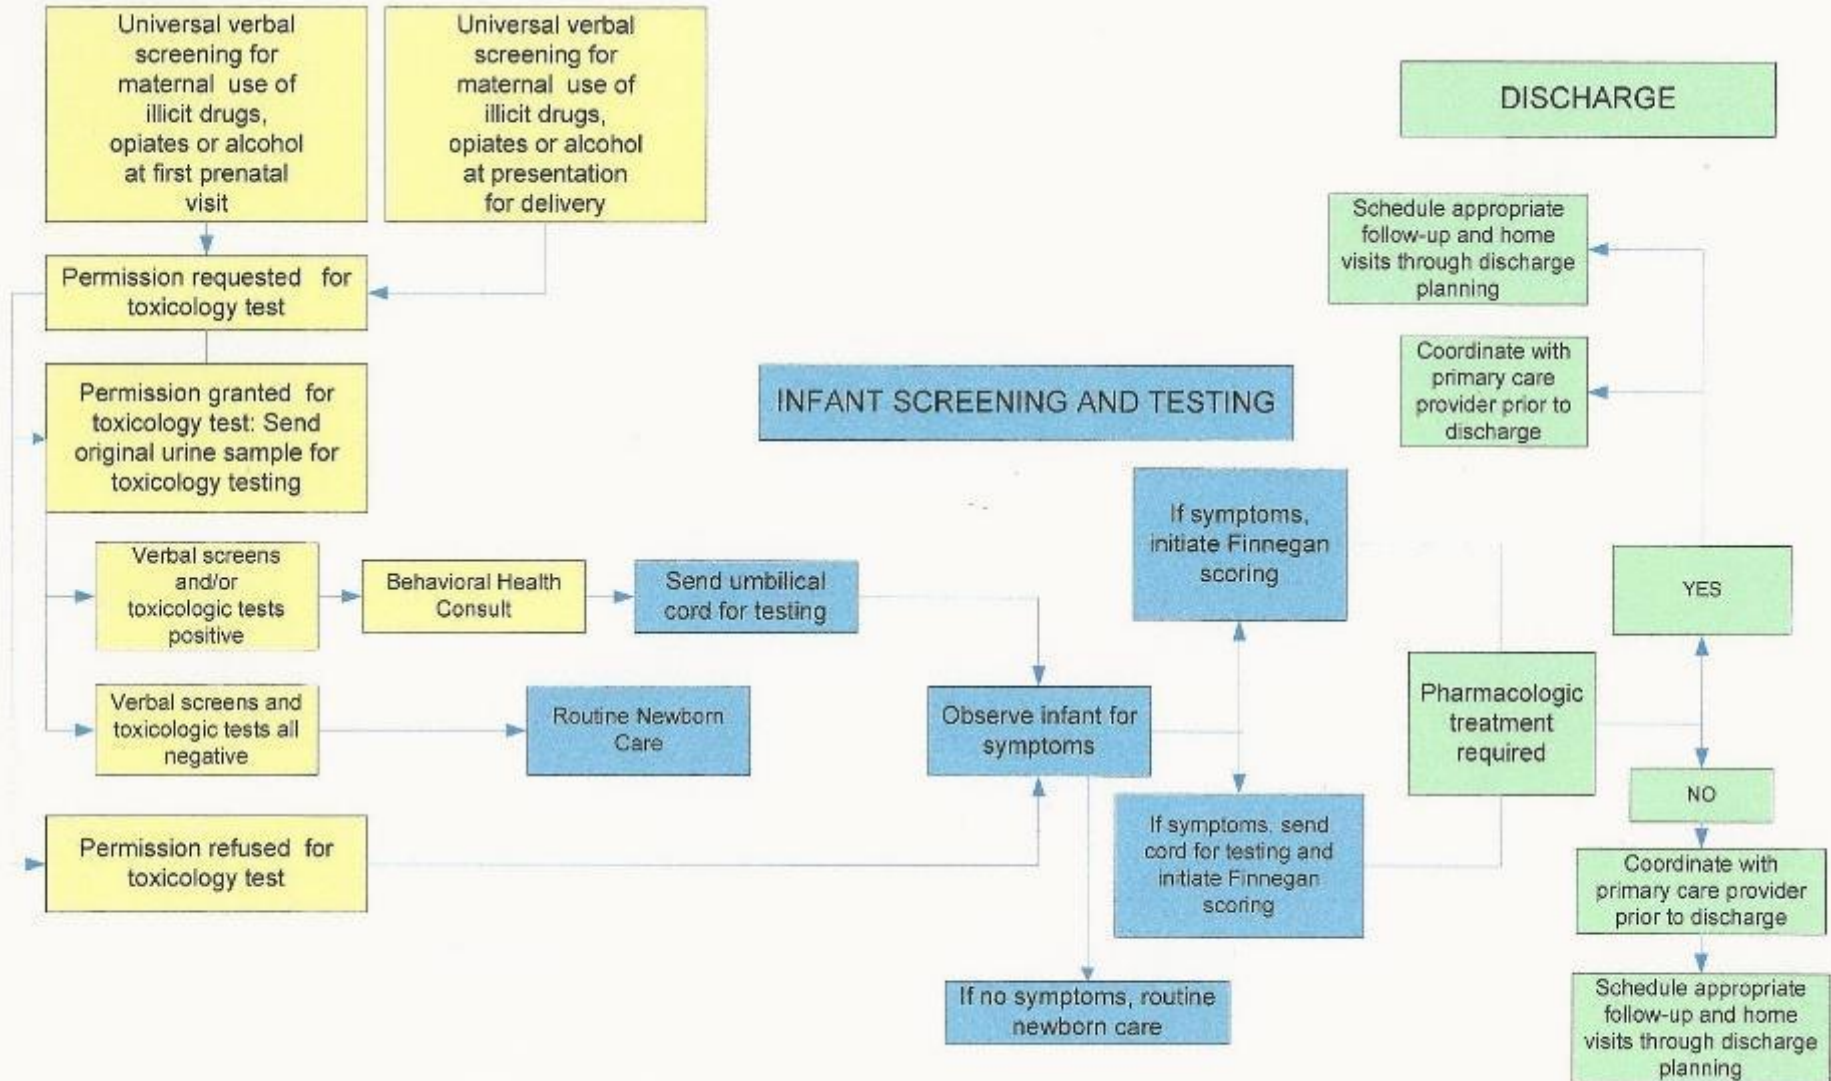 Universal verbal
screening for
maternal use of
illicit drugs,
opiates or alcohol
at first prenatal
visit
Universal verbal
screening for
maternal use of
illicit drugs,
opiates or alcohol
at presentation
for delivery
Permission requested for
toxicology test
Permission granted for
toxicology test: Send
original urine sample for
toxicology testing
Verbal screens
and/or
toxicologic tests
positive
Behavioral Health
Consult
Send umbilical
cord for testing
Verbal screens and
toxicologic tests all
negative
Routine Newborn
Care
Permission refused for
toxicology test
INFANT SCREENING AND TESTING
Observe infant for
symptoms
If symptoms,
initiate Finnegan
scoring
If symptoms, send
cord for testing and
initiate Finnegan
scoring
If no symptoms, routine
newborn care
DISCHARGE
Schedule appropriate
follow-up and home
visits through discharge
planning
Coordinate with
primary care
provider prior to
discharge
YES
Pharmacologic
treatment
required
NO
Coordinate with
primary care provider
prior to discharge
Schedule appropriate
follow-up and home
visits through discharge
planning